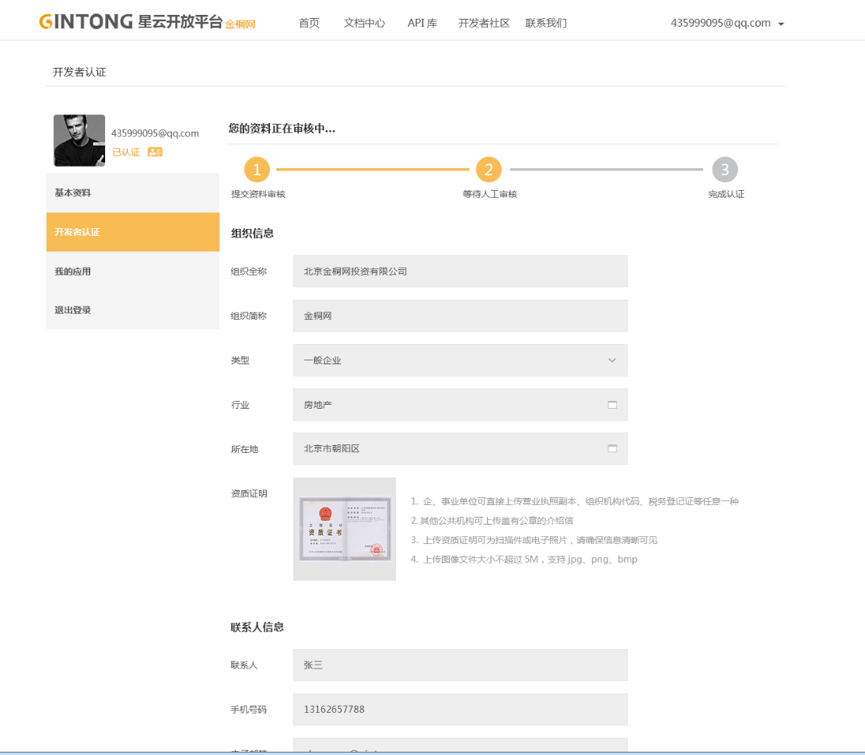 GINTONG 星云开放平台 金桐网
首页 文档中心 API 库 开发者社区 联系我们 435999095@qq.com
开发者认证
435999095@qq.com
已认证
基本资料
开发者认证
我的应用
退出登录
您的资料正在审核中...
1 2 3
提交资料审核 等待人工审核 完成认证
组织信息
组织全称 北京金桐网投资有限公司
组织简称 金桐网
类型 一般企业
行业 房地产
所在地 北京市朝阳区
资质证明
资质证书
1. 企、事业单位可直接上传营业执照副本、组织机构代码、税务登记证等任意一种
2. 其他公共机构可上传盖有公章的介绍信
3. 上传资质证明可为扫描件或电子照片，请确保信息清晰可见
4. 上传图像文件大小不超过 5M，支持 jpg、png、bmp
联系人信息
联系人 张三
手机号码 13162657788